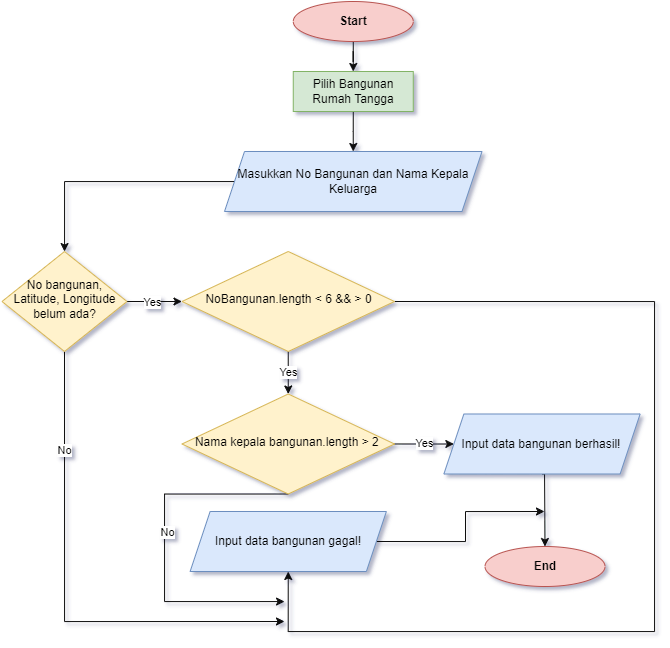 Start
Pilih Bangunan
Rumah Tangga
Masukkan No Bangunan dan Nama Kepala
Keluarga
No bangunan,
Latitude, Longitude
belum ada?
Yes
NoBangunan.length < 6 && > 0
Yes
Nama kepala bangunan.length > 2
Yes
Input data bangunan berhasil!
No
No
Input data bangunan gagal!
End